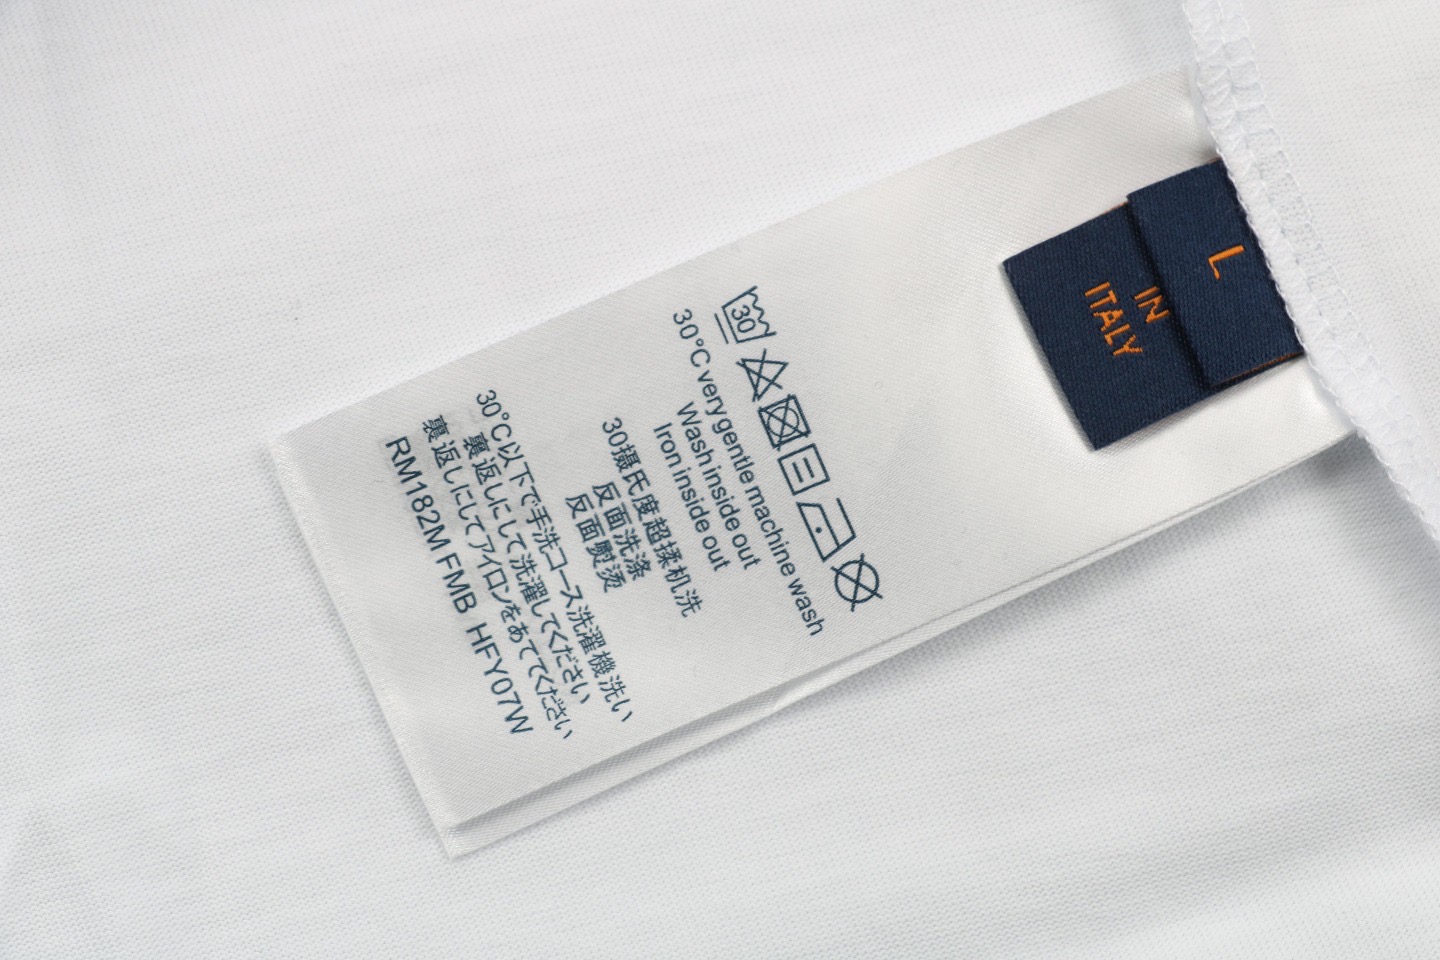 L
IN
ITALY
30
30°C very gentle machine wash
Wash inside out
Iron inside out
30摄氏度超揉机洗
反面洗涤
反面熨烫
30°C以下で手洗コース洗濯機洗い
裏返しにして洗濯してください
裏返しにしてアイロンをあててください
RM182M FMB HFY07W